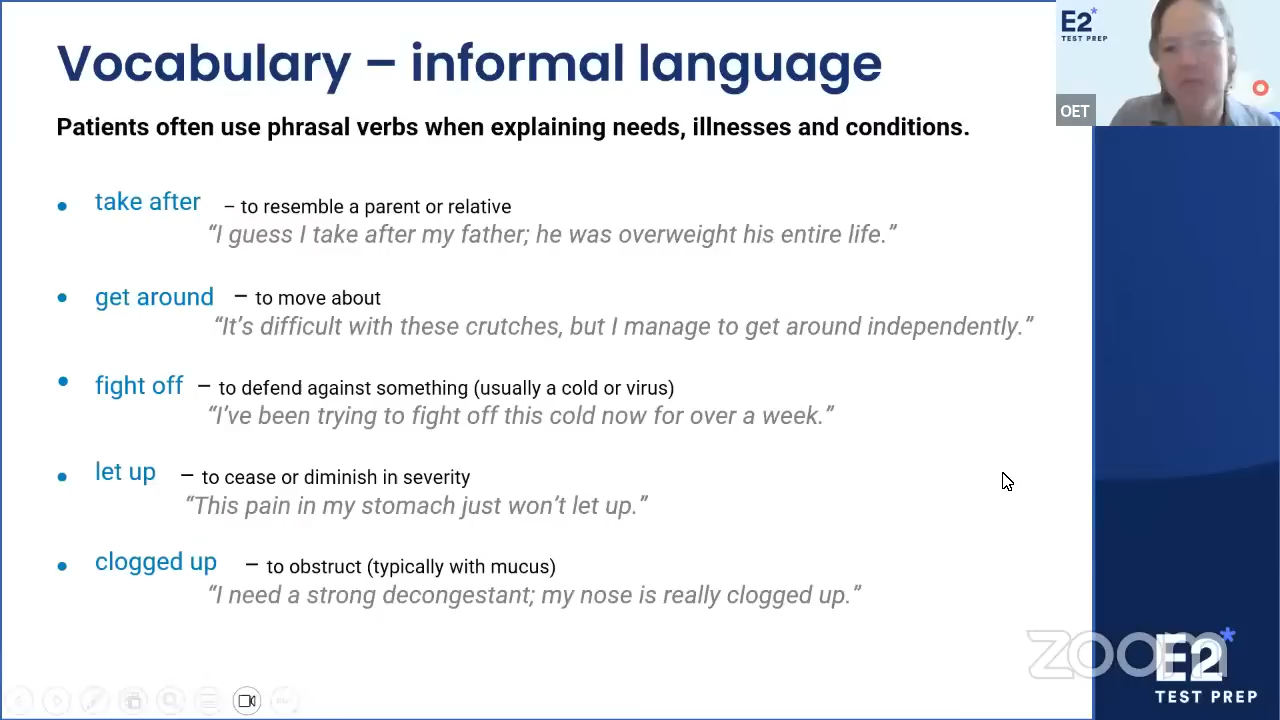 E2*
TEST PREP
OET
Vocabulary – informal language
Patients often use phrasal verbs when explaining needs, illnesses and conditions.
• take after – to resemble a parent or relative
“I guess I take after my father; he was overweight his entire life.”
• get around – to move about
“It’s difficult with these crutches, but I manage to get around independently.”
• fight off – to defend against something (usually a cold or virus)
“I’ve been trying to fight off this cold now for over a week.”
• let up – to cease or diminish in severity
“This pain in my stomach just won’t let up.”
• clogged up – to obstruct (typically with mucus)
“I need a strong decongestant; my nose is really clogged up.”
zoom
E2*
TEST PREP